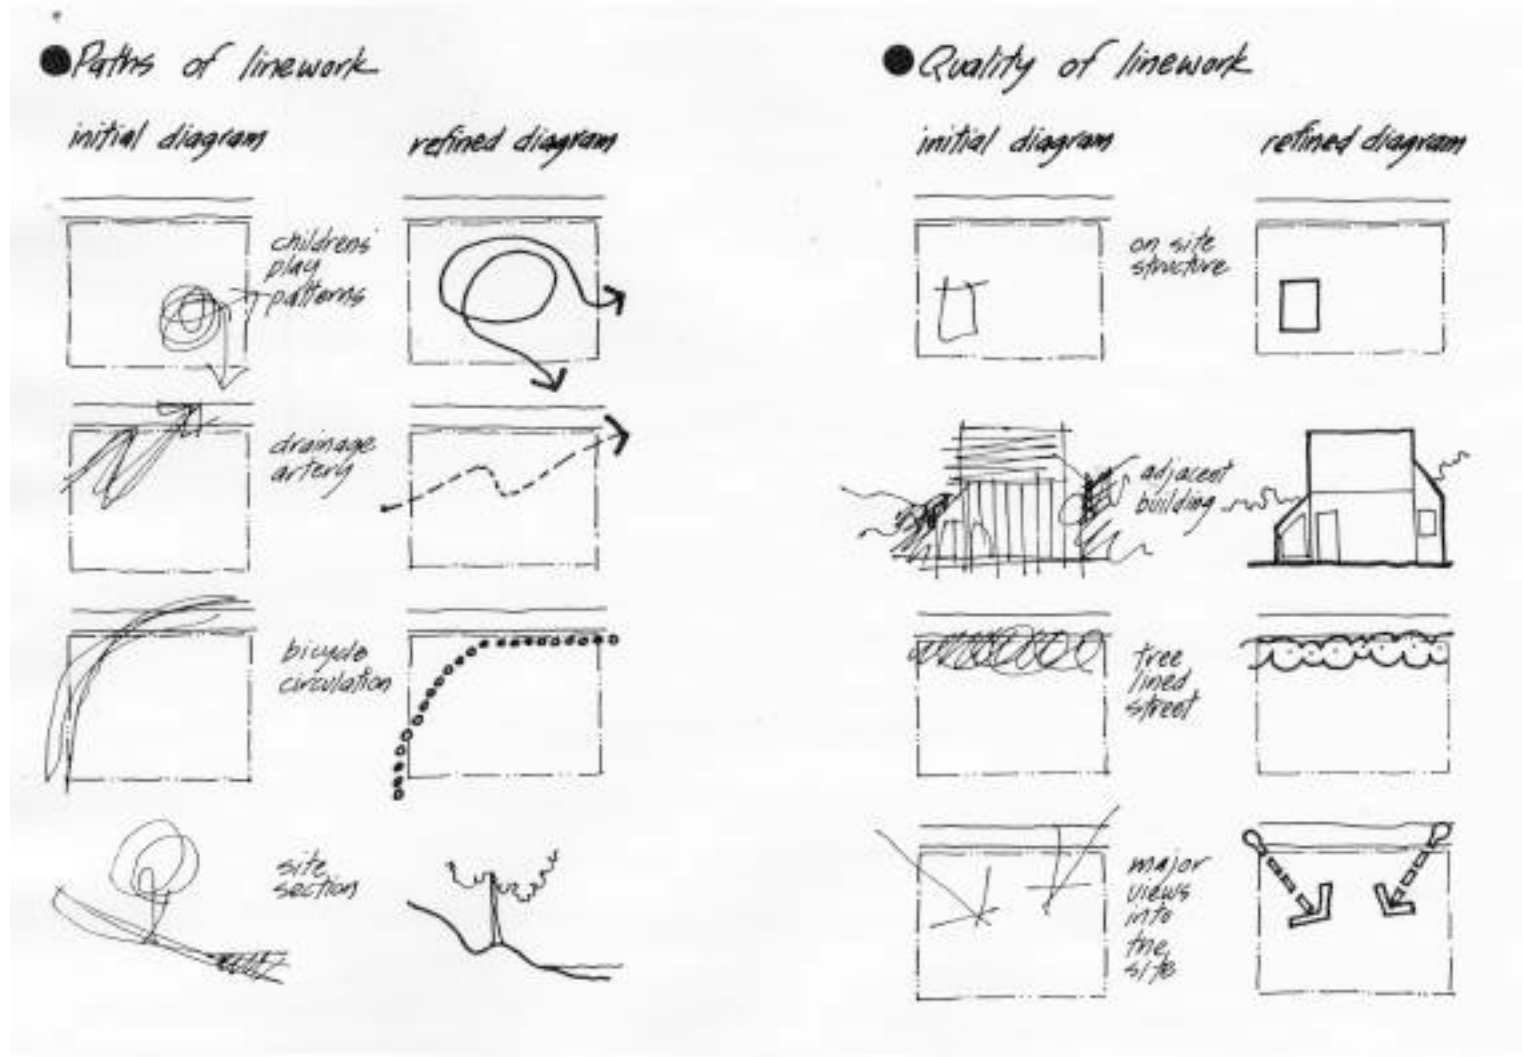 Paths of linework
initial diagram
refined diagram
childrens'
play
patterns
drainage
artery
bicycle
circulation
site
section
Quality of linework
initial diagram
refined diagram
on site
structure
adjacent
building
tree
lined
street
major
views
into
the
site